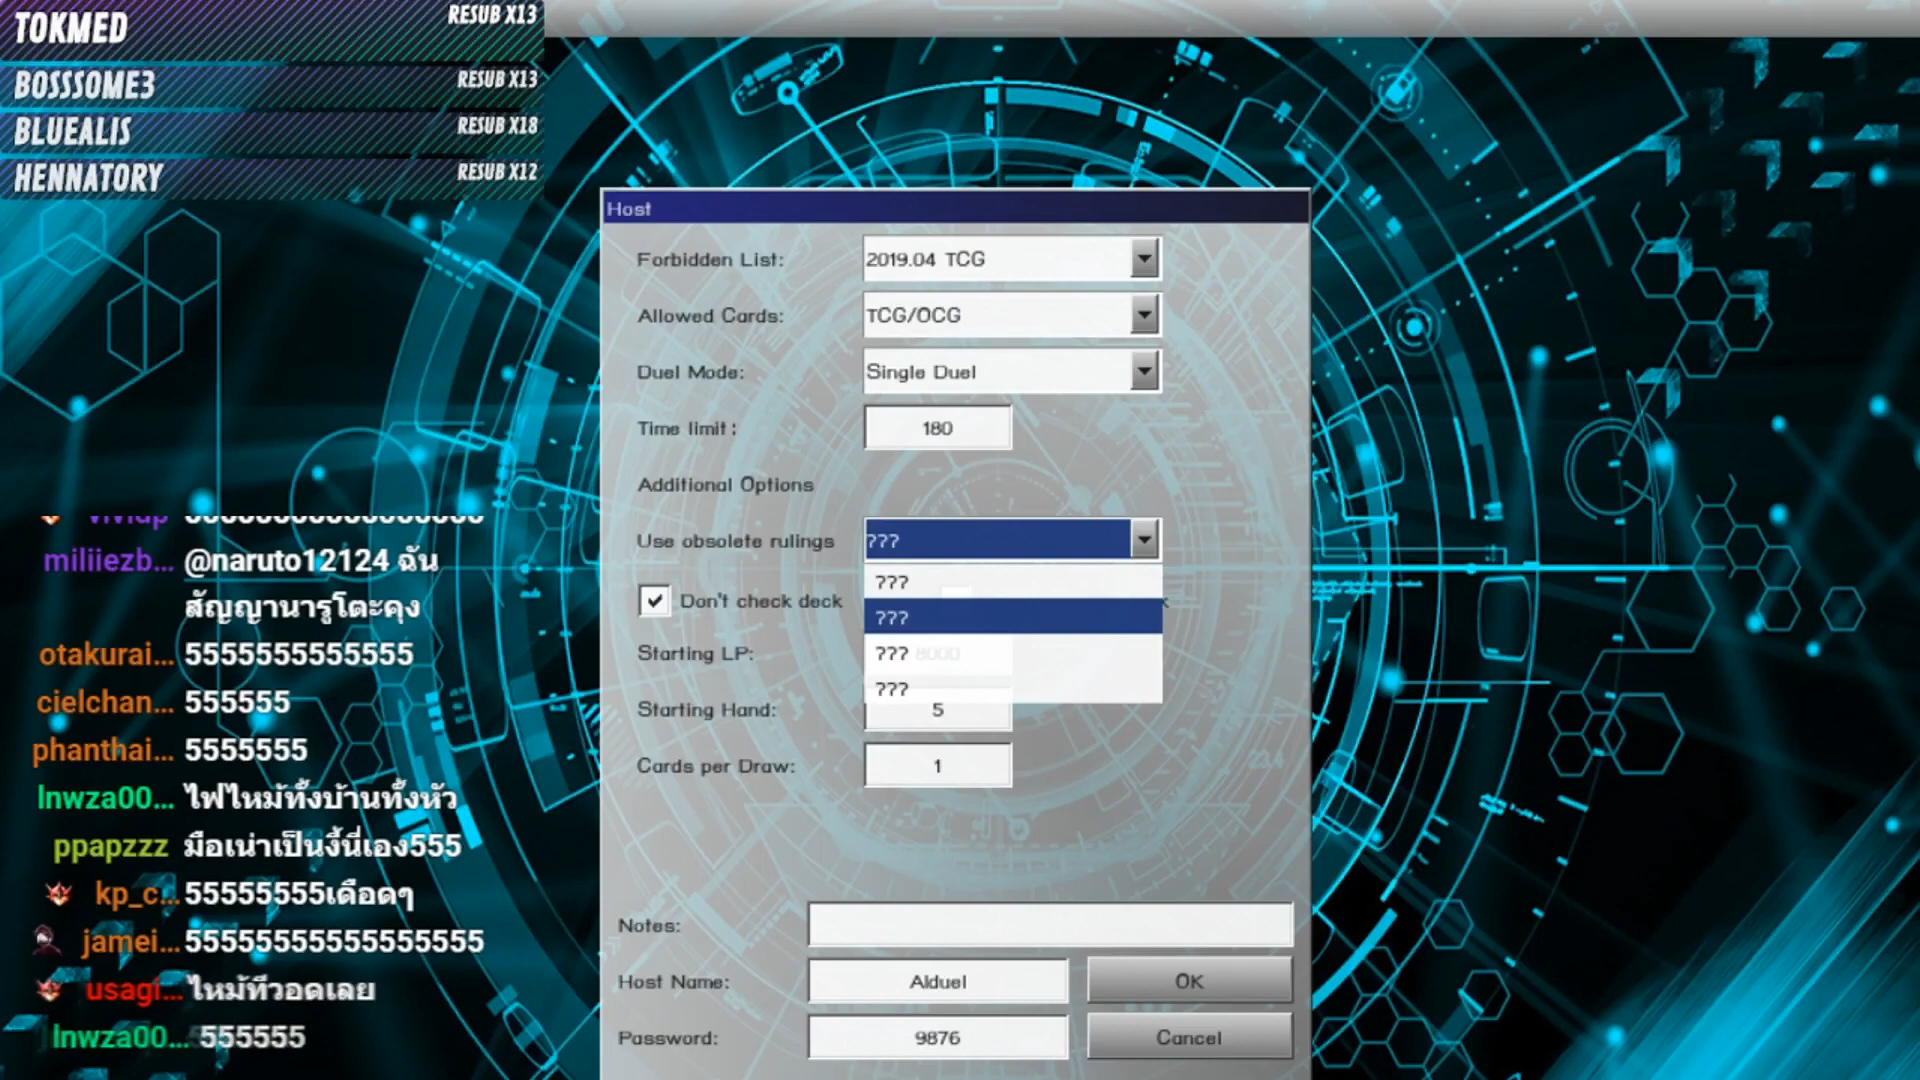 TOKMED RESUB X13
BOSSSOME3 RESUB X13
BLUEALIS RESUB X18
HENNATORY RESUB X12
Host
Forbidden List: 2019.04 TCG
Allowed Cards: TCG/OCG
Duel Mode: Single Duel
Time limit : 180
Additional Options
Use obsolete rulings ???
???
Don't check deck
???
Starting LP: ??? 8000
???
Starting Hand: 5
Cards per Draw: 1
Notes:
Host Name: Alduel OK
Password: 9876 Cancel
miliiezb... @naruto12124 ฉัน
สัญญานารูโตะคุง
otakurai... 5555555555555
cielchan... 555555
phanthai... 5555555
lnwza00... ไฟไหม้ทั้งบ้านทั้งหัว
ppapzzz มือเน่าเป็นงี้นี่เอง555
kp_c... 55555555เดือดๆ
jamei... 55555555555555555
usagi... ไหม้ทีวอดเลย
lnwza00... 555555